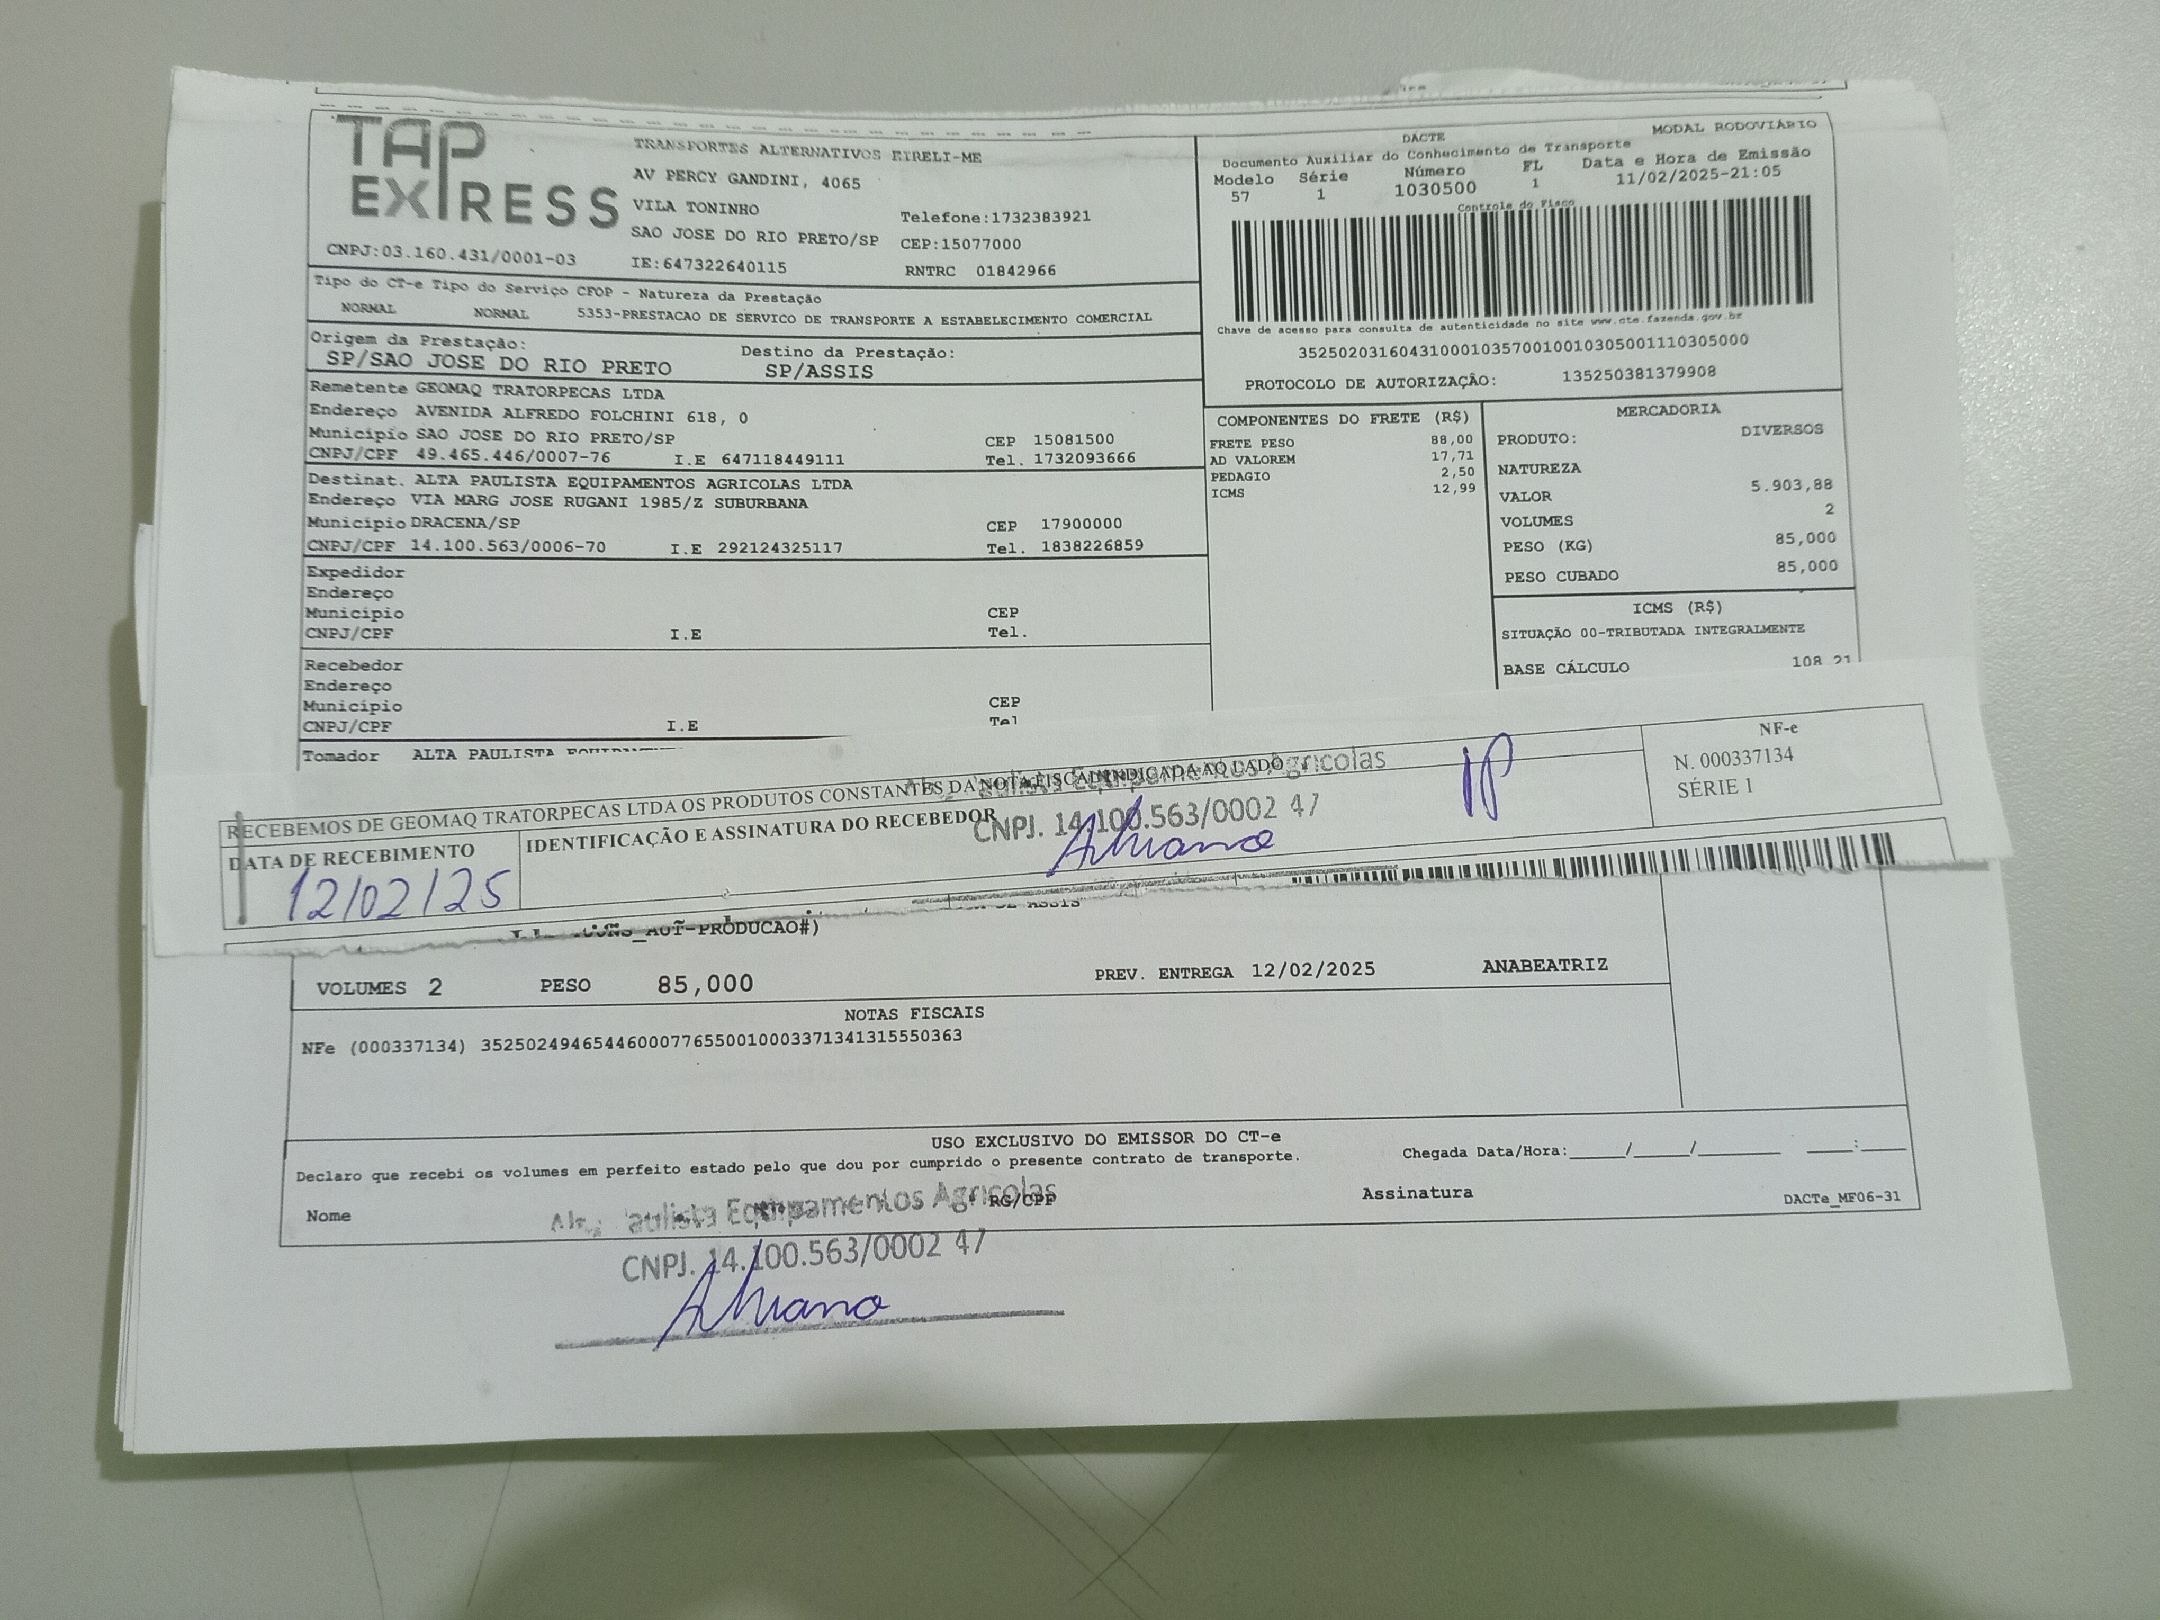 TAP EXPRESS
TRANSPORTES ALTERNATIVOS EIRELI-ME
AV PERCY GANDINI, 4065
VILA TONINHO
Telefone:1732383921
SAO JOSE DO RIO PRETO/SP CEP:15077000
CNPJ:03.160.431/0001-03 IE:647322640115 RNTRC 01842966
DACTE MODAL RODOVIÁRIO
Documento Auxiliar do Conhecimento de Transporte
Modelo Série Número FL Data e Hora de Emissão
57 1 1030500 1 11/02/2025-21:05
Controle do Fisco
Chave de acesso para consulta de autenticidade no site www.cte.fazenda.gov.br
35250203160431000103570010010305001110305000
PROTOCOLO DE AUTORIZAÇÃO: 135250381379908
Tipo do CT-e Tipo do Serviço CFOP - Natureza da Prestação
NORMAL NORMAL 5353-PRESTACAO DE SERVICO DE TRANSPORTE A ESTABELECIMENTO COMERCIAL
Origem da Prestação: Destino da Prestação:
SP/SAO JOSE DO RIO PRETO SP/ASSIS
Remetente GEOMAQ TRATORPECAS LTDA
Endereço AVENIDA ALFREDO FOLCHINI 618, 0
Município SAO JOSE DO RIO PRETO/SP CEP 15081500
CNPJ/CPF 49.465.446/0007-76 I.E 647118449111 Tel. 1732093666
Destinat. ALTA PAULISTA EQUIPAMENTOS AGRICOLAS LTDA
Endereço VIA MARG JOSE RUGANI 1985/Z SUBURBANA
Município DRACENA/SP CEP 17900000
CNPJ/CPF 14.100.563/0006-70 I.E 292124325117 Tel. 1838226859
Expedidor
Endereço
Município CEP
CNPJ/CPF I.E Tel.
Recebedor
Endereço
Município CEP
CNPJ/CPF I.E Tel
Tomador ALTA PAULISTA
COMPONENTES DO FRETE (R$)
FRETE PESO 88,00
AD VALOREM 17,71
PEDAGIO 2,50
ICMS 12,99
MERCADORIA
PRODUTO: DIVERSOS
NATUREZA
VALOR 5.903,88
VOLUMES 2
PESO (KG) 85,000
PESO CUBADO 85,000
ICMS (R$)
SITUAÇÃO 00-TRIBUTADA INTEGRALMENTE
BASE CÁLCULO 108,21
RECEBEMOS DE GEOMAQ TRATORPECAS LTDA OS PRODUTOS CONSTANTES DA NOTA FISCAL INDICADA AO LADO
DATA DE RECEBIMENTO
12/02/25
IDENTIFICAÇÃO E ASSINATURA DO RECEBEDOR
Equipamentos Agricolas
CNPJ. 14.100.563/0002 47
NF-e
N. 000337134
SÉRIE 1
AUT-PRODUCAO#)
VOLUMES 2 PESO 85,000 PREV. ENTREGA 12/02/2025 ANABEATRIZ
NOTAS FISCAIS
NFe (000337134) 35250249465446000776550010003371341315550363
USO EXCLUSIVO DO EMISSOR DO CT-e
Declaro que recebi os volumes em perfeito estado pelo que dou por cumprido o presente contrato de transporte.
Chegada Data/Hora:____/____/______ ___:___
Nome RG/CPF Assinatura DACTe_MF06-31
Paulista Equipamentos Agricolas
CNPJ. 14.100.563/0002 47